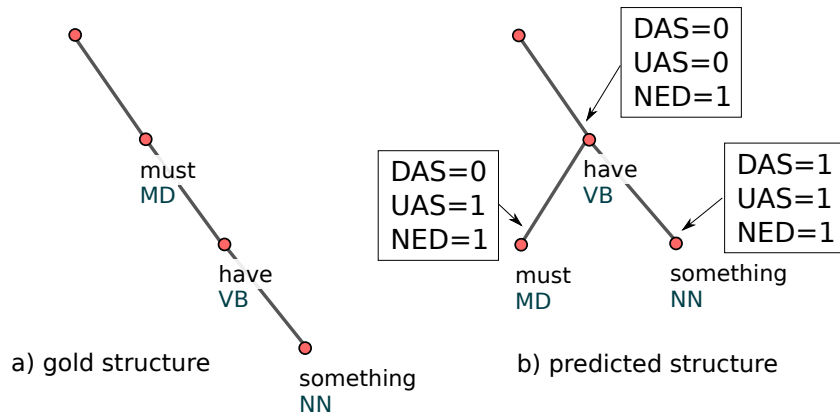 must
MD
have
VB
something
NN
a) gold structure
DAS=0
UAS=0
NED=1
DAS=0
UAS=1
NED=1
have
VB
DAS=1
UAS=1
NED=1
must
MD
something
NN
b) predicted structure